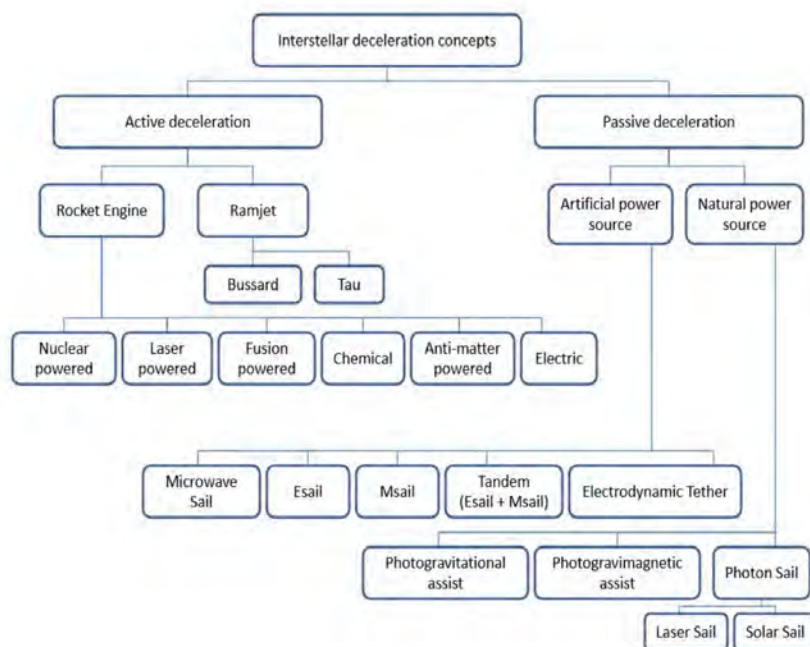 Interstellar deceleration concepts
Active deceleration
Passive deceleration
Rocket Engine
Ramjet
Artificial power
source
Natural power
source
Bussard
Tau
Nuclear
powered
Laser
powered
Fusion
powered
Chemical
Anti-matter
powered
Electric
Microwave
Sail
Esail
Msail
Tandem
(Esail + Msail)
Electrodynamic Tether
Photogravitational
assist
Photogravimagnetic
assist
Photon Sail
Laser Sail
Solar Sail